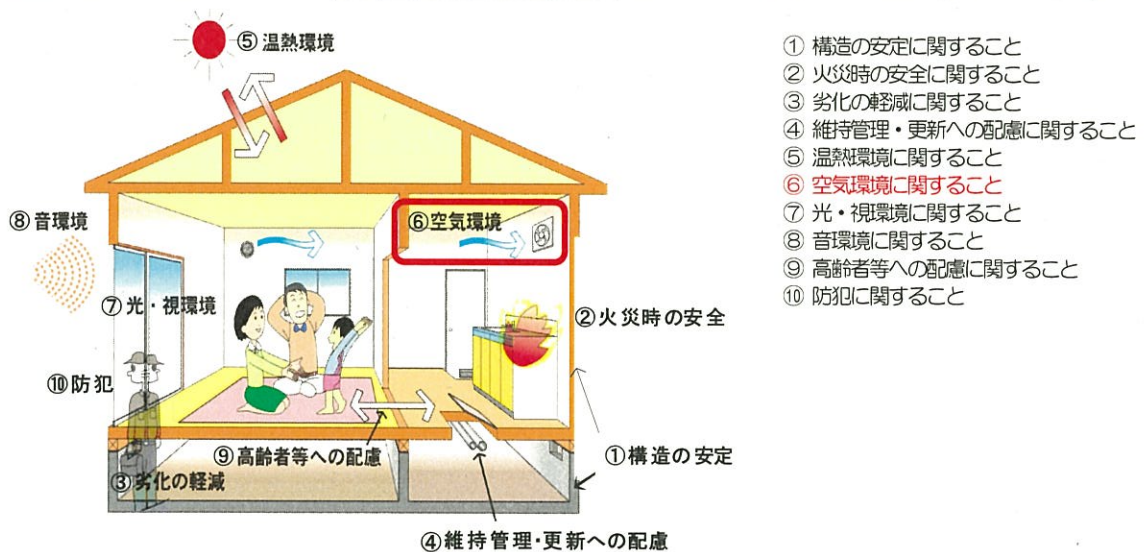 ⑤ 温熱環境
⑧ 音環境
⑥ 空気環境
⑦ 光・視環境
② 火災時の安全
⑩ 防犯
⑨ 高齢者等への配慮
① 構造の安定
③ 劣化の軽減
④ 維持管理・更新への配慮
① 構造の安定に関すること
② 火災時の安全に関すること
③ 劣化の軽減に関すること
④ 維持管理・更新への配慮に関すること
⑤ 温熱環境に関すること
⑥ 空気環境に関すること
⑦ 光・視環境に関すること
⑧ 音環境に関すること
⑨ 高齢者等への配慮に関すること
⑩ 防犯に関すること